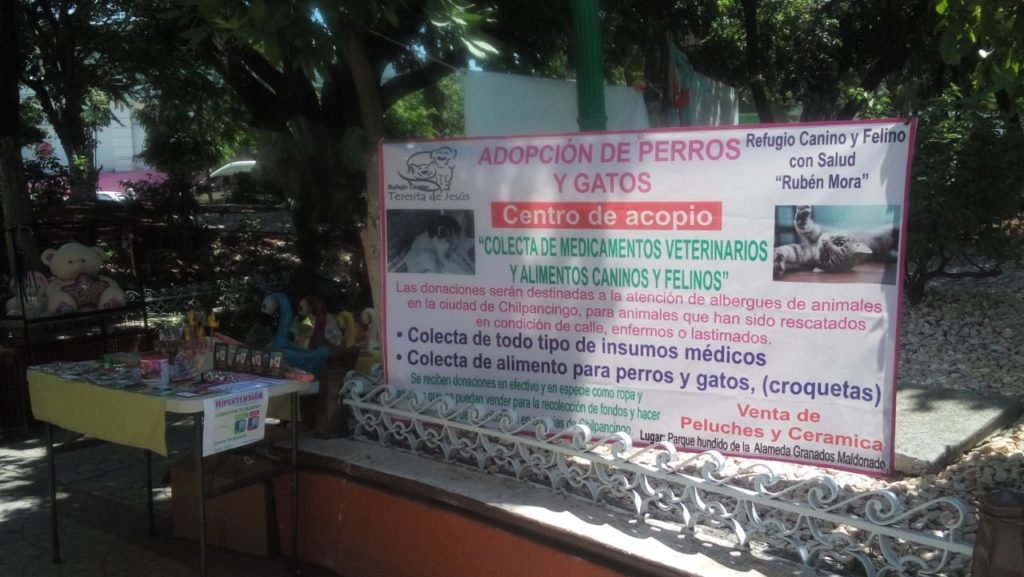 Refugio Canino
Teresita de Jesús
ADOPCIÓN DE PERROS
Y GATOS
Refugio Canino y Felino
con Salud
“Rubén Mora”
Centro de acopio
“COLECTA DE MEDICAMENTOS VETERINARIOS
Y ALIMENTOS CANINOS Y FELINOS”
Las donaciones serán destinadas a la atención de albergues de animales
en la ciudad de Chilpancingo, para animales que han sido rescatados
en condición de calle, enfermos o lastimados.
• Colecta de todo tipo de insumos médicos
• Colecta de alimento para perros y gatos, (croquetas)
Se reciben donaciones en efectivo y en especie como ropa y
que se puedan vender para la recolección de fondos y hacer
de Chilpancingo.
Venta de
Peluches y Ceramica
Lugar: Parque hundido de la Alameda Granados Maldonado
HIPERTENSIÓN